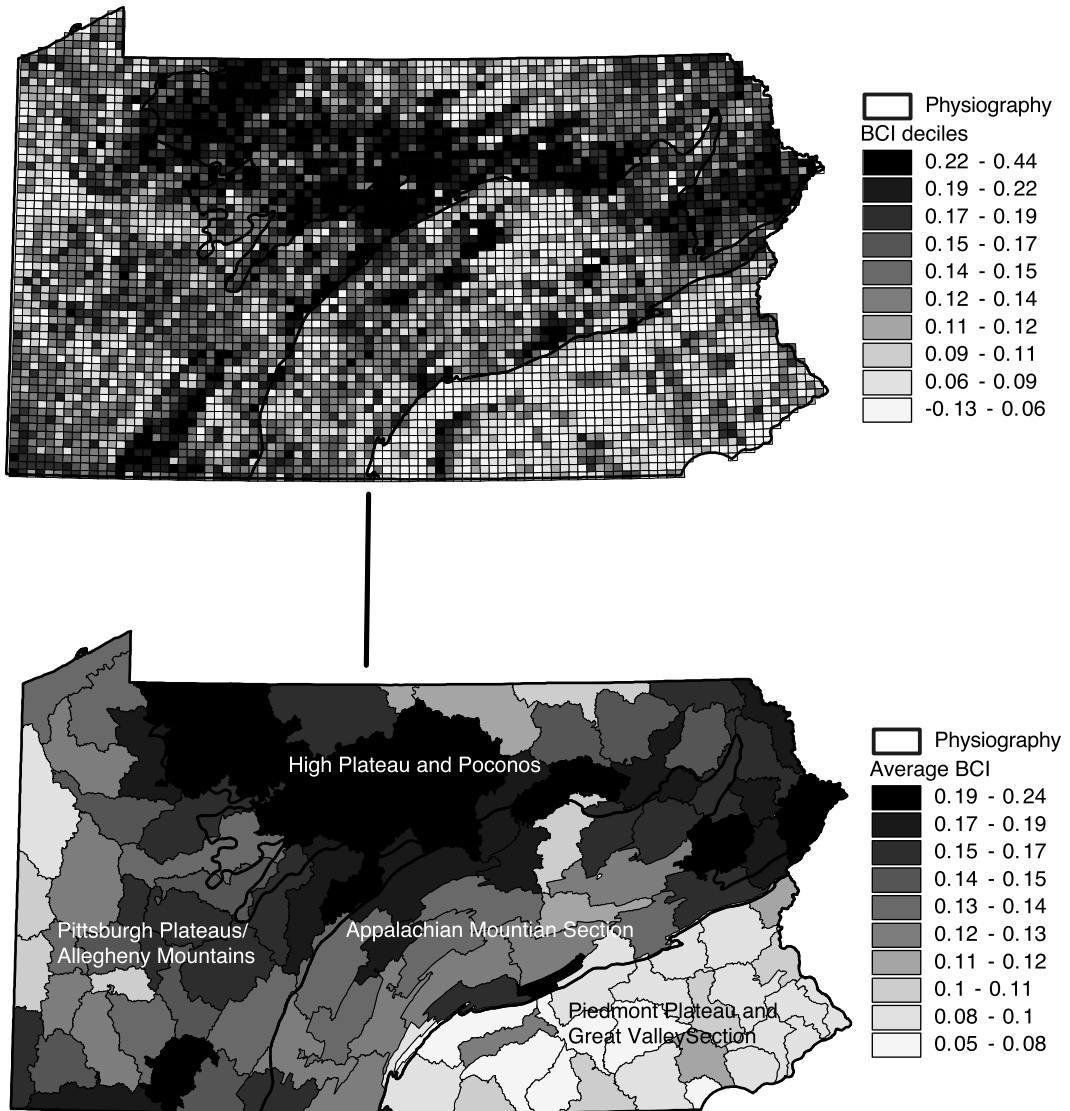 Physiography
BCI deciles
0.22 - 0.44
0.19 - 0.22
0.17 - 0.19
0.15 - 0.17
0.14 - 0.15
0.12 - 0.14
0.11 - 0.12
0.09 - 0.11
0.06 - 0.09
-0.13 - 0.06
High Plateau and Poconos
Pittsburgh Plateaus/
Allegheny Mountains
Appalachian Mountian Section
Piedmont Plateau and
Great ValleySection
Physiography
Average BCI
0.19 - 0.24
0.17 - 0.19
0.15 - 0.17
0.14 - 0.15
0.13 - 0.14
0.12 - 0.13
0.11 - 0.12
0.1 - 0.11
0.08 - 0.1
0.05 - 0.08